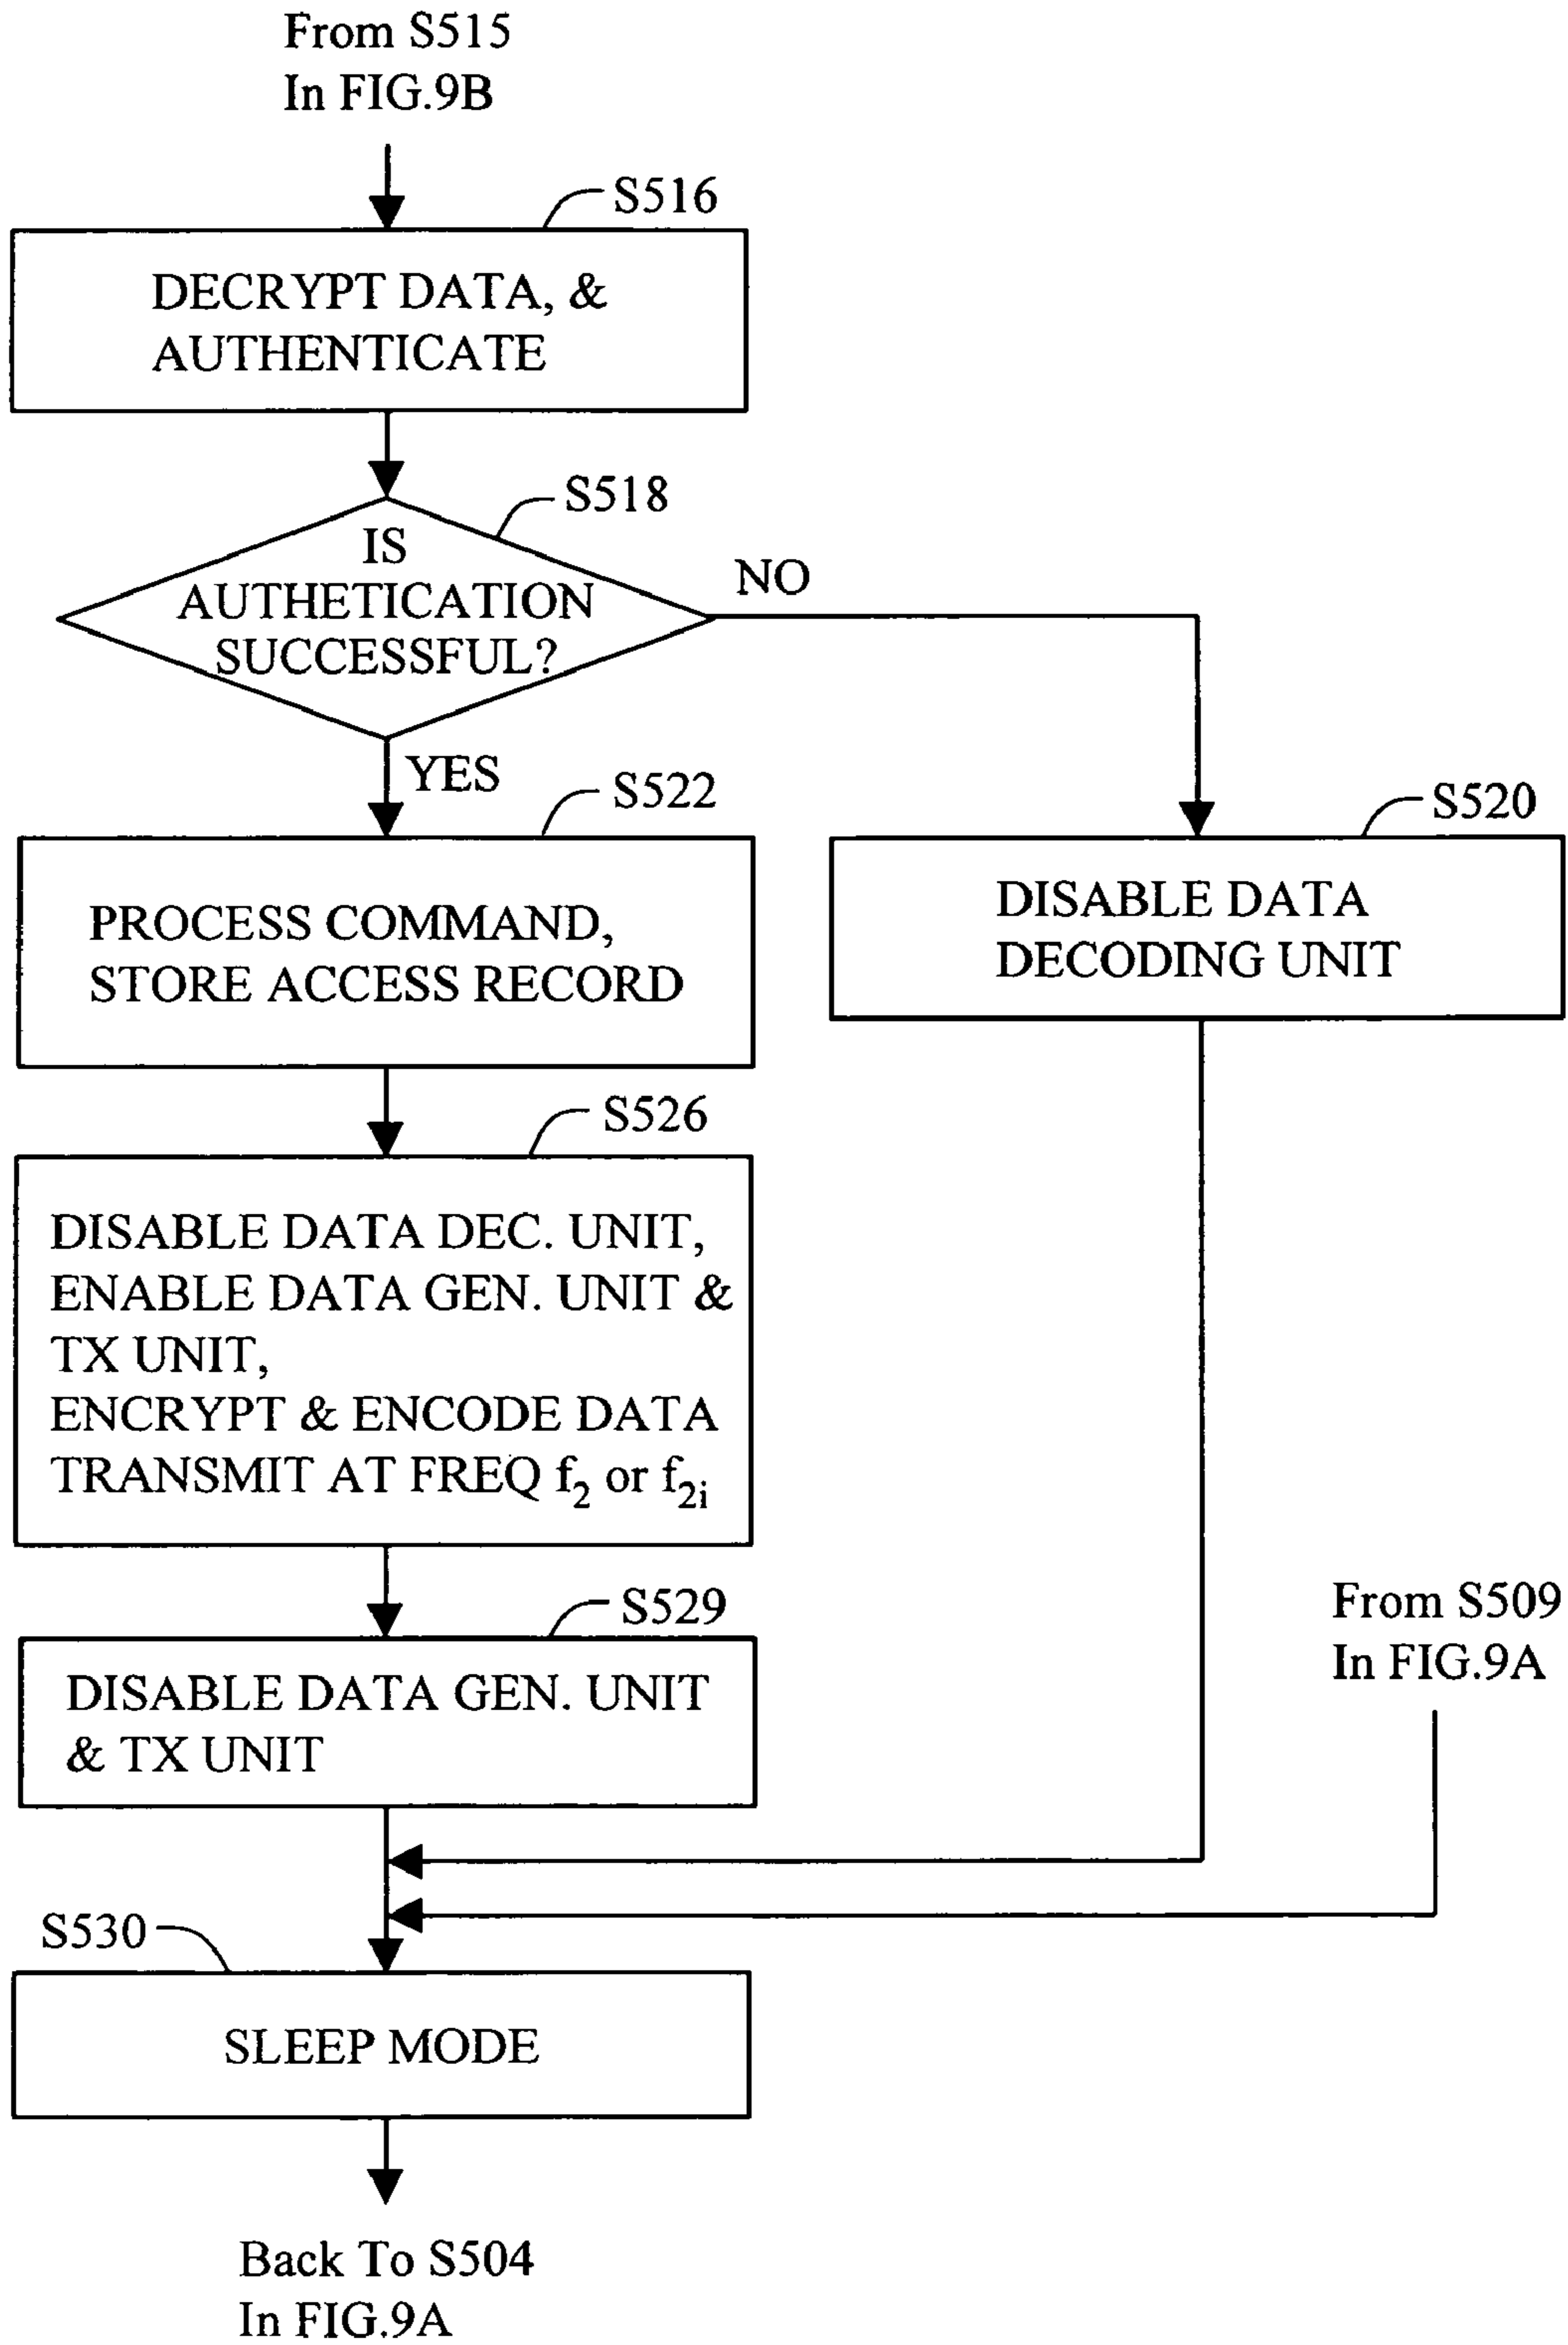 From S515
In FIG.9B
S516
DECRYPT DATA, &
AUTHENTICATE
S518
IS
AUTHETICATION
SUCCESSFUL?
NO
YES
S522
PROCESS COMMAND,
STORE ACCESS RECORD
S520
DISABLE DATA
DECODING UNIT
S526
DISABLE DATA DEC. UNIT,
ENABLE DATA GEN. UNIT &
TX UNIT,
ENCRYPT & ENCODE DATA
TRANSMIT AT FREQ f2 or f2i
S529
DISABLE DATA GEN. UNIT
& TX UNIT
From S509
In FIG.9A
S530
SLEEP MODE
Back To S504
In FIG.9A